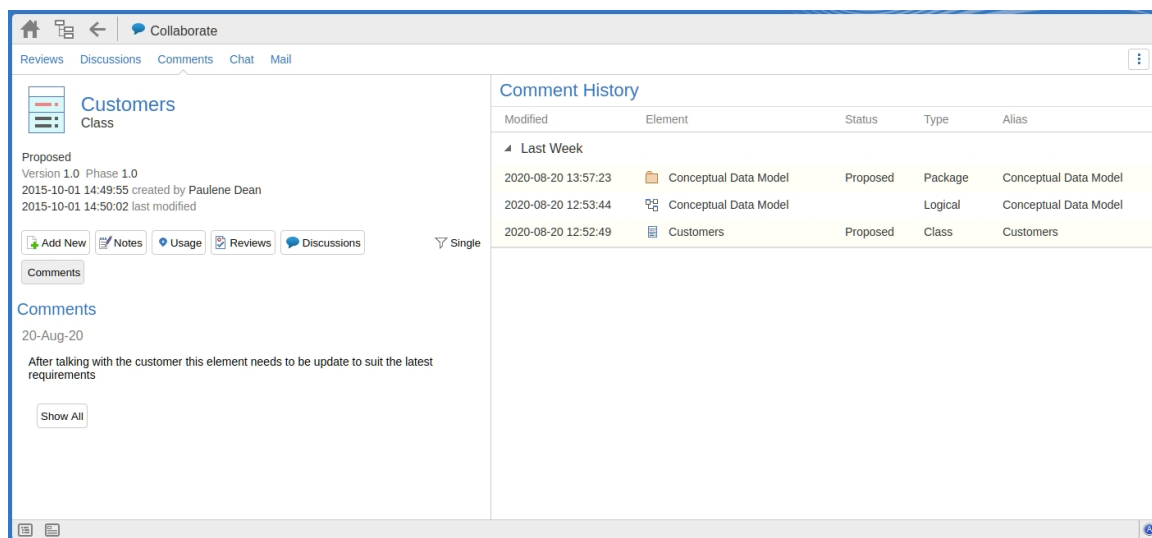 Collaborate
Reviews Discussions Comments Chat Mail
Customers
Class
Proposed
Version 1.0 Phase 1.0
2015-10-01 14:49:55 created by Paulene Dean
2015-10-01 14:50:02 last modified
Add New Notes Usage Reviews Discussions Single
Comments
Comments
20-Aug-20
After talking with the customer this element needs to be update to suit the latest
requirements
Show All
Comment History
Modified Element Status Type Alias
Last Week
2020-08-20 13:57:23 Conceptual Data Model Proposed Package Conceptual Data Model
2020-08-20 12:53:44 Conceptual Data Model Logical Conceptual Data Model
2020-08-20 12:52:49 Customers Proposed Class Customers